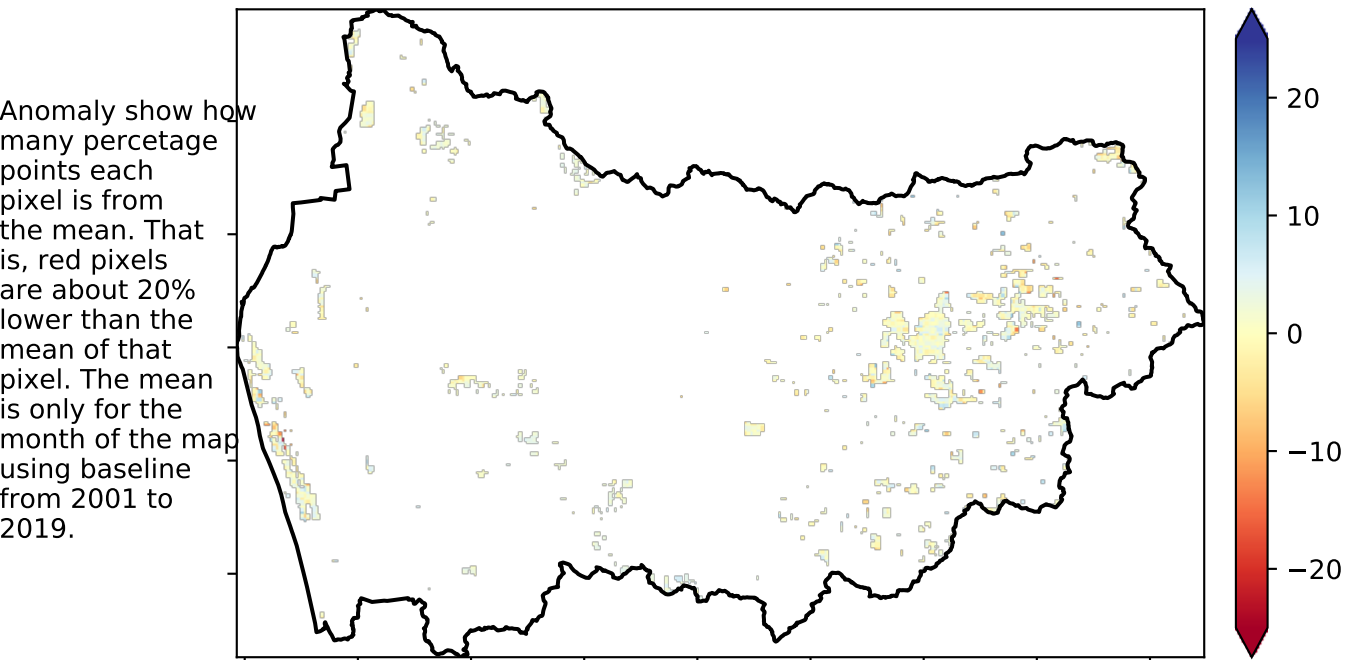 Anomaly show how
many percetage
points each
pixel is from
the mean. That
is, red pixels
are about 20%
lower than the
mean of that
pixel. The mean
is only for the
month of the map
using baseline
from 2001 to
2019.
20
10
0
−10
−20